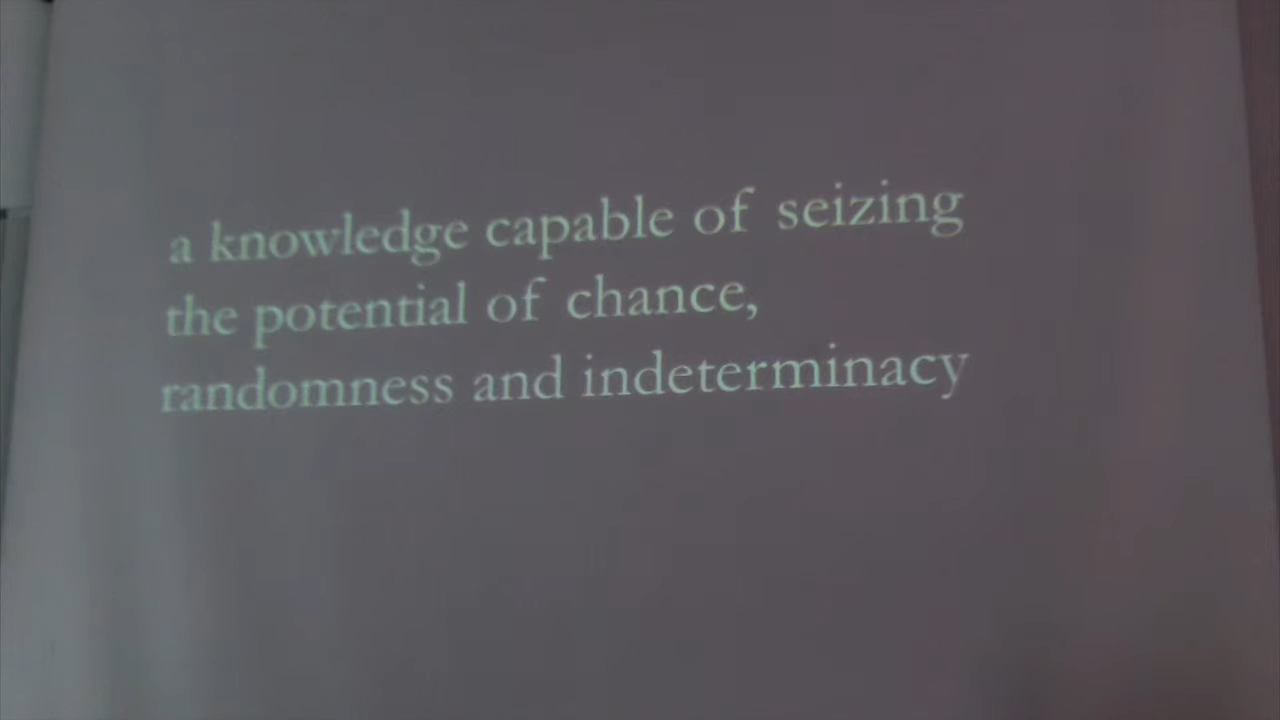 a knowledge capable of seizing
the potential of chance,
randomness and indeterminacy